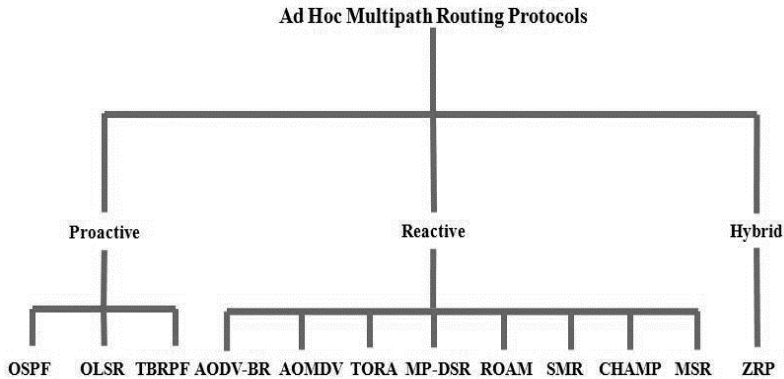 Ad Hoc Multipath Routing Protocols
Proactive Reactive Hybrid
OSPF OLSR TBRPF AODV-BR AOMDV TORA MP-DSR ROAM SMR CHAMP MSR ZRP